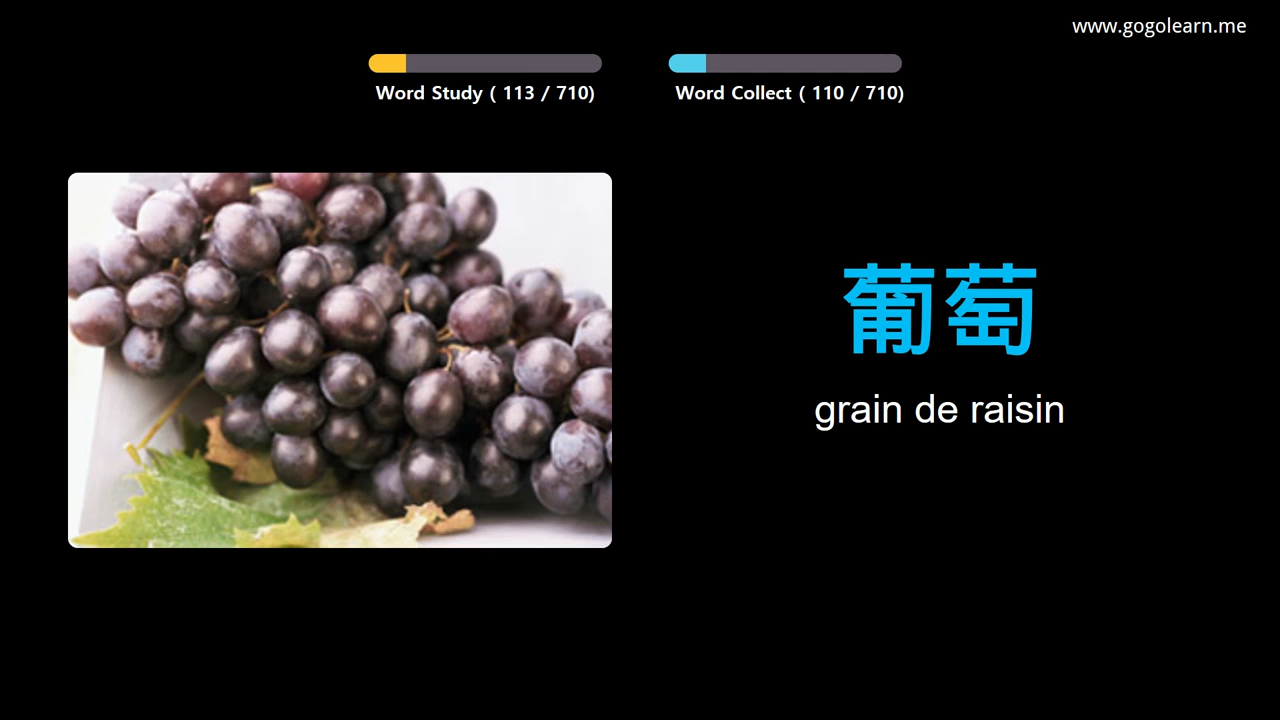 www.gogolearn.me
Word Study ( 113 / 710)
Word Collect ( 110 / 710)
葡萄
grain de raisin